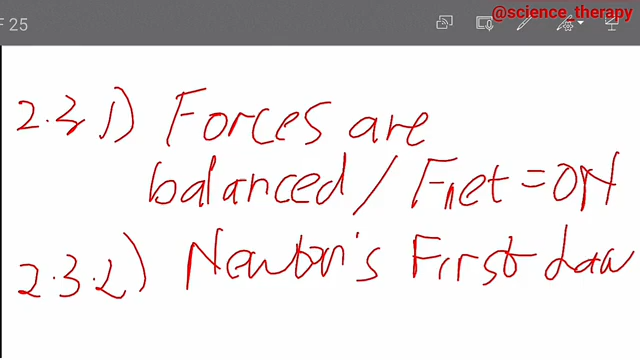 F 25
@science_therapy
2.3 1) Forces are
balanced / Fnet = 0N
2.3.2) Newton's First Law